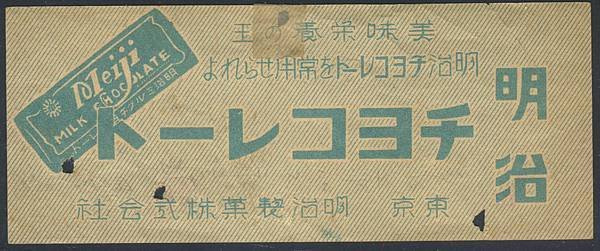 美味栄養の王
明治チヨコレートを常用せられよ
明治
チヨコレート
東京 明治製菓株式会社
Meiji
MILK CHOCOLATE